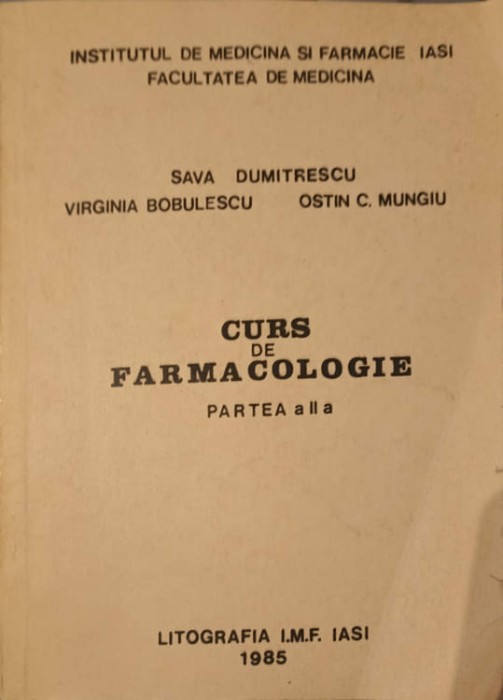 INSTITUTUL DE MEDICINA SI FARMACIE IASI
FACULTATEA DE MEDICINA
SAVA DUMITRESCU
VIRGINIA BOBULESCU OSTIN C. MUNGIU
CURS
DE
FARMACOLOGIE
PARTEA a II a
LITOGRAFIA I.M.F. IASI
1985